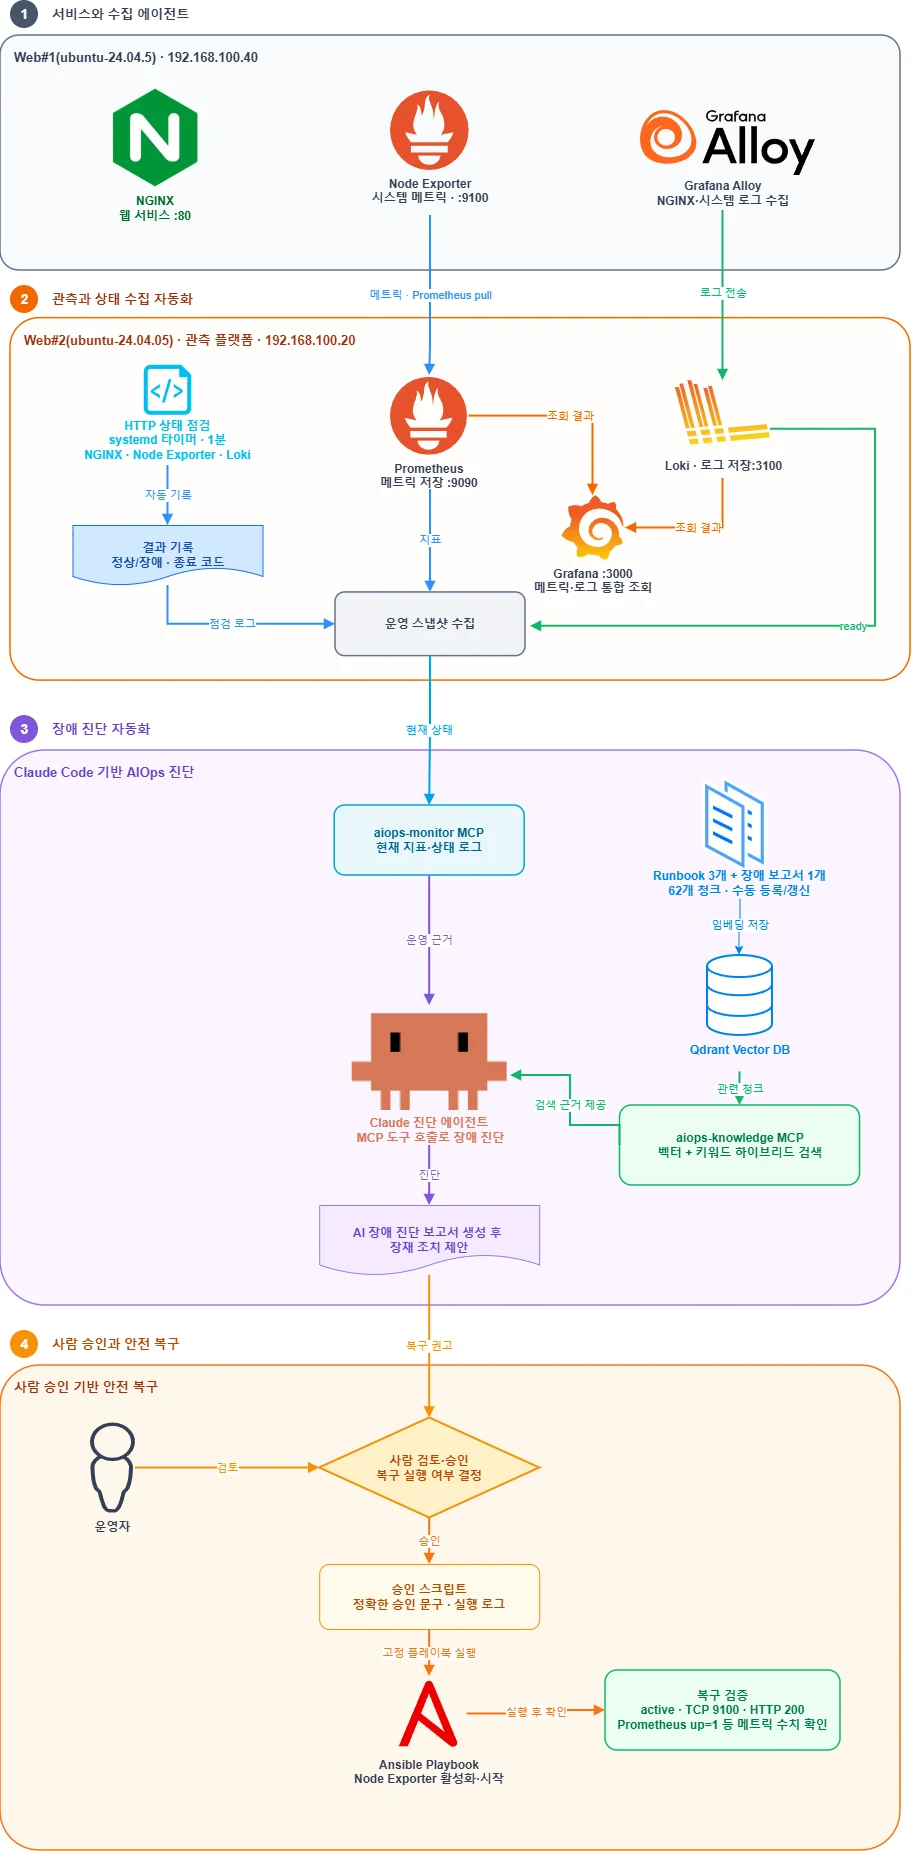 1 서비스와 수집 에이전트
Web#1(ubuntu-24.04.5) · 192.168.100.40
NGINX
웹 서비스 :80
Node Exporter
시스템 메트릭 · :9100
Grafana
Alloy
Grafana Alloy
NGINX·시스템 로그 수집
메트릭 · Prometheus pull
로그 전송
2 관측과 상태 수집 자동화
Web#2(ubuntu-24.04.05) · 관측 플랫폼 · 192.168.100.20
</>
HTTP 상태 점검
systemd 타이머 · 1분
NGINX · Node Exporter · Loki
자동 기록
결과 기록
정상/장애 · 종료 코드
점검 로그
Prometheus
메트릭 저장 :9090
지표
조회 결과
Loki · 로그 저장:3100
조회 결과
Grafana :3000
메트릭·로그 통합 조회
운영 스냅샷 수집
ready
현재 상태
3 장애 진단 자동화
Claude Code 기반 AIOps 진단
aiops-monitor MCP
현재 지표·상태 로그
운영 근거
Runbook 3개 + 장애 보고서 1개
62개 청크 · 수동 등록/갱신
임베딩 저장
Qdrant Vector DB
관련 청크
aiops-knowledge MCP
벡터 + 키워드 하이브리드 검색
검색 근거 제공
Claude 진단 에이전트
MCP 도구 호출로 장애 진단
진단
AI 장애 진단 보고서 생성 후
장재 조치 제안
복구 권고
4 사람 승인과 안전 복구
사람 승인 기반 안전 복구
운영자
검토
사람 검토·승인
복구 실행 여부 결정
승인
승인 스크립트
정확한 승인 문구 · 실행 로그
고정 플레이북 실행
Ansible Playbook
Node Exporter 활성화·시작
실행 후 확인
복구 검증
active · TCP 9100 · HTTP 200
Prometheus up=1 등 메트릭 수치 확인